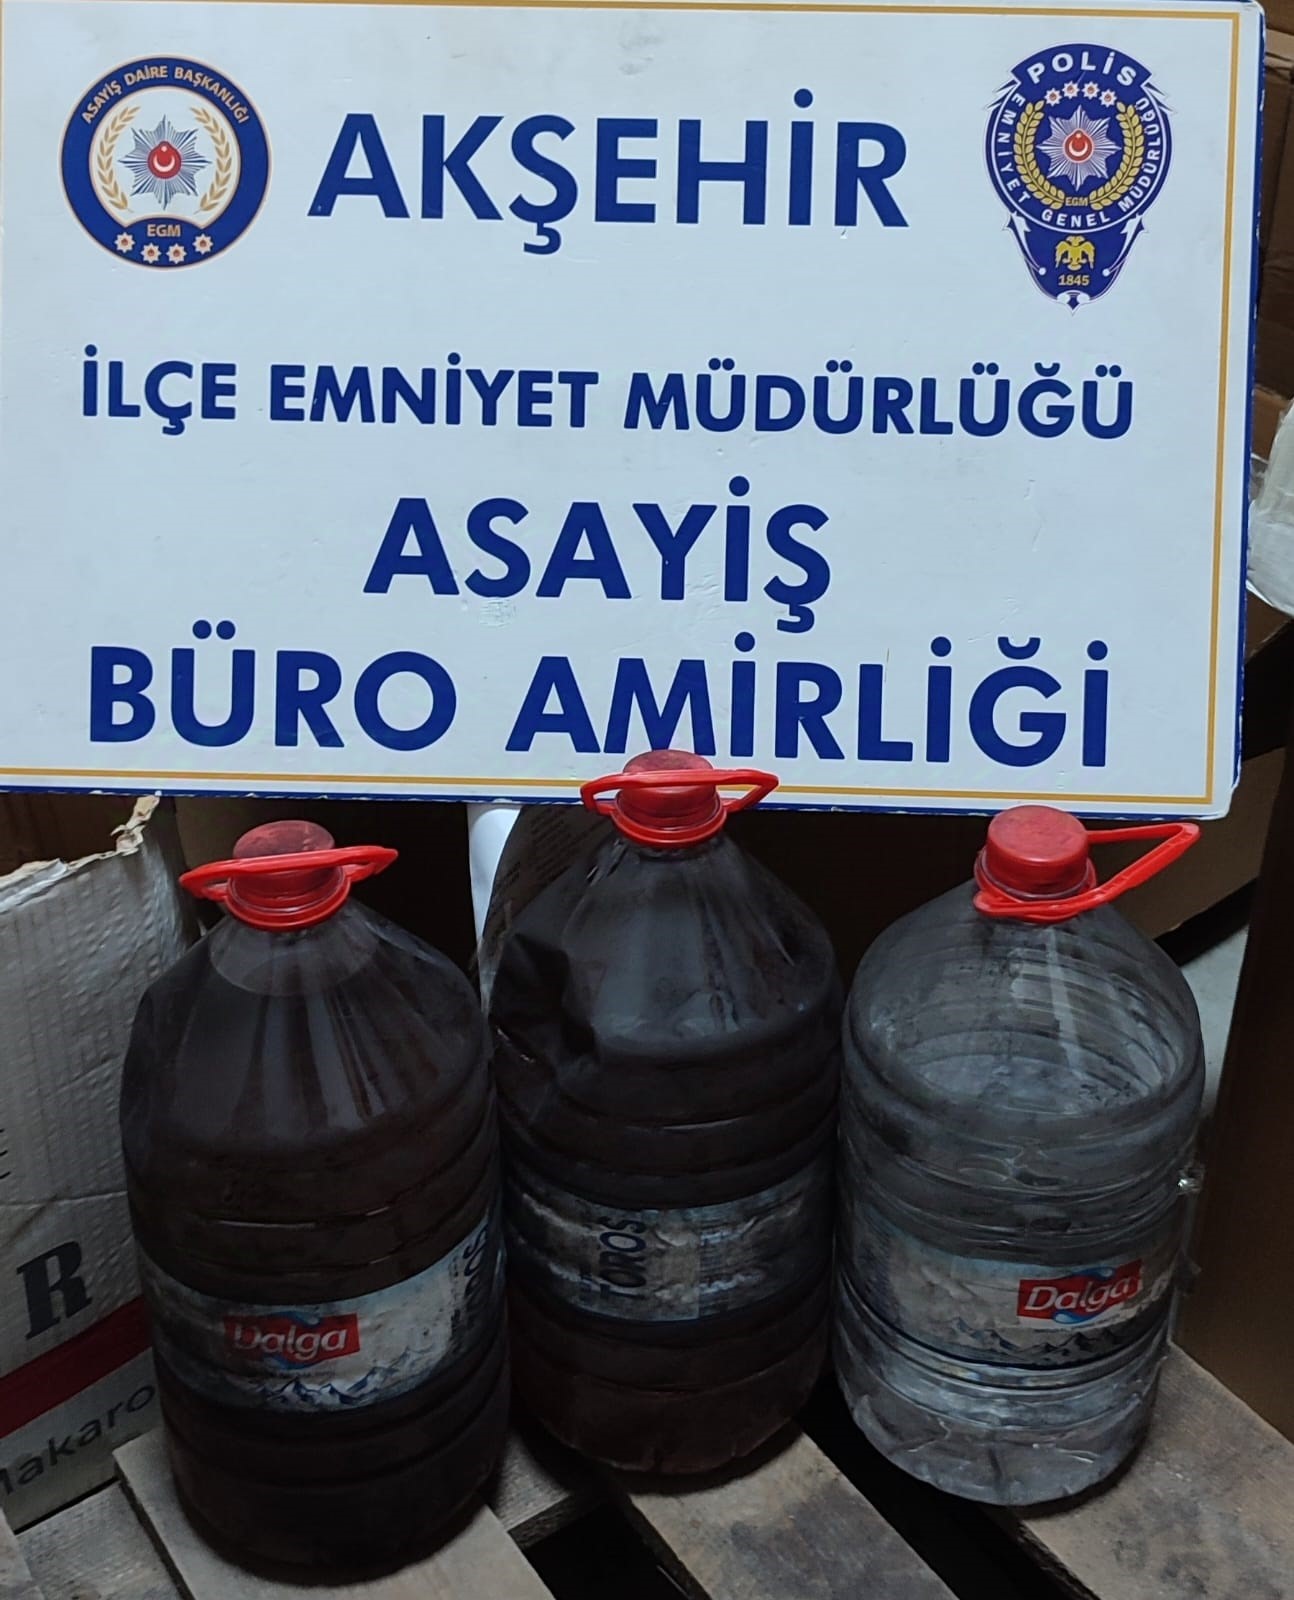 ASAYİŞ DAİRE BAŞKANLIĞI
EGM
AKŞEHİR
POLİS
EMNİYET GENEL MÜDÜRLÜĞÜ
EGM
1845
İLÇE EMNİYET MÜDÜRLÜĞÜ
ASAYİŞ
BÜRO AMİRLİĞİ
Dalga
TOROS
Dalga
R